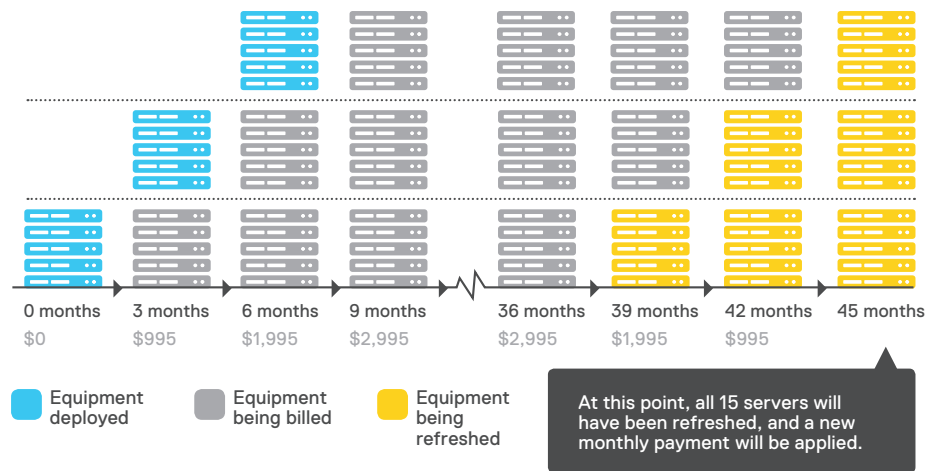 0 months
3 months
6 months
9 months
36 months
39 months
42 months
45 months
$0
$995
$1,995
$2,995
$2,995
$1,995
$995
Equipment
deployed
Equipment
being billed
Equipment
being
refreshed
At this point, all 15 servers will
have been refreshed, and a new
monthly payment will be applied.